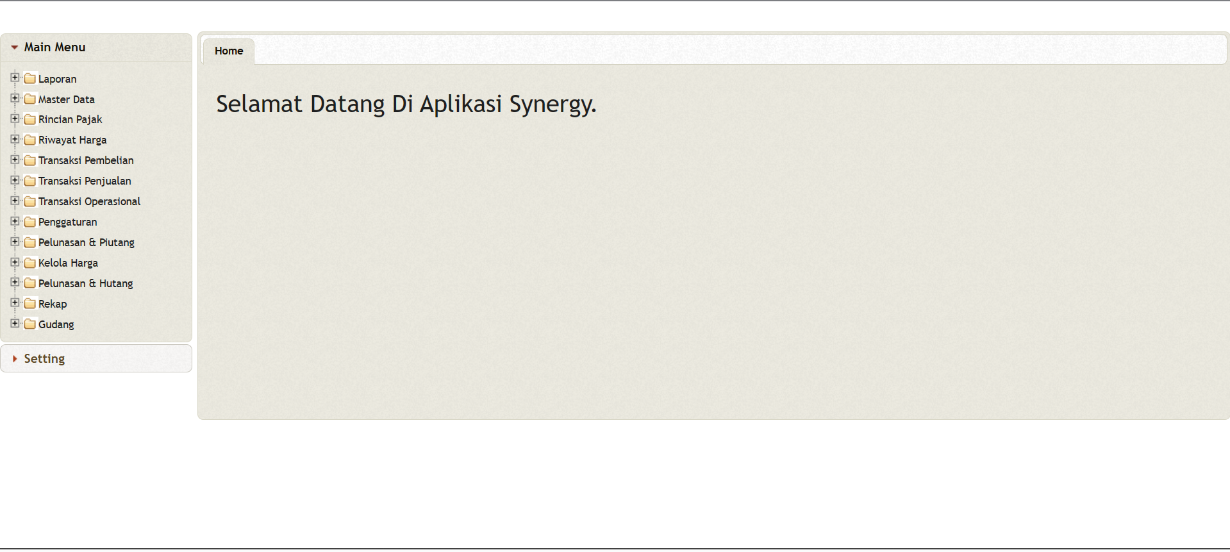 Main Menu
Laporan
Master Data
Rincian Pajak
Riwayat Harga
Transaksi Pembelian
Transaksi Penjualan
Transaksi Operasional
Penggaturan
Pelunasan & Piutang
Kelola Harga
Pelunasan & Hutang
Rekap
Gudang
Setting
Home
Selamat Datang Di Aplikasi Synergy.